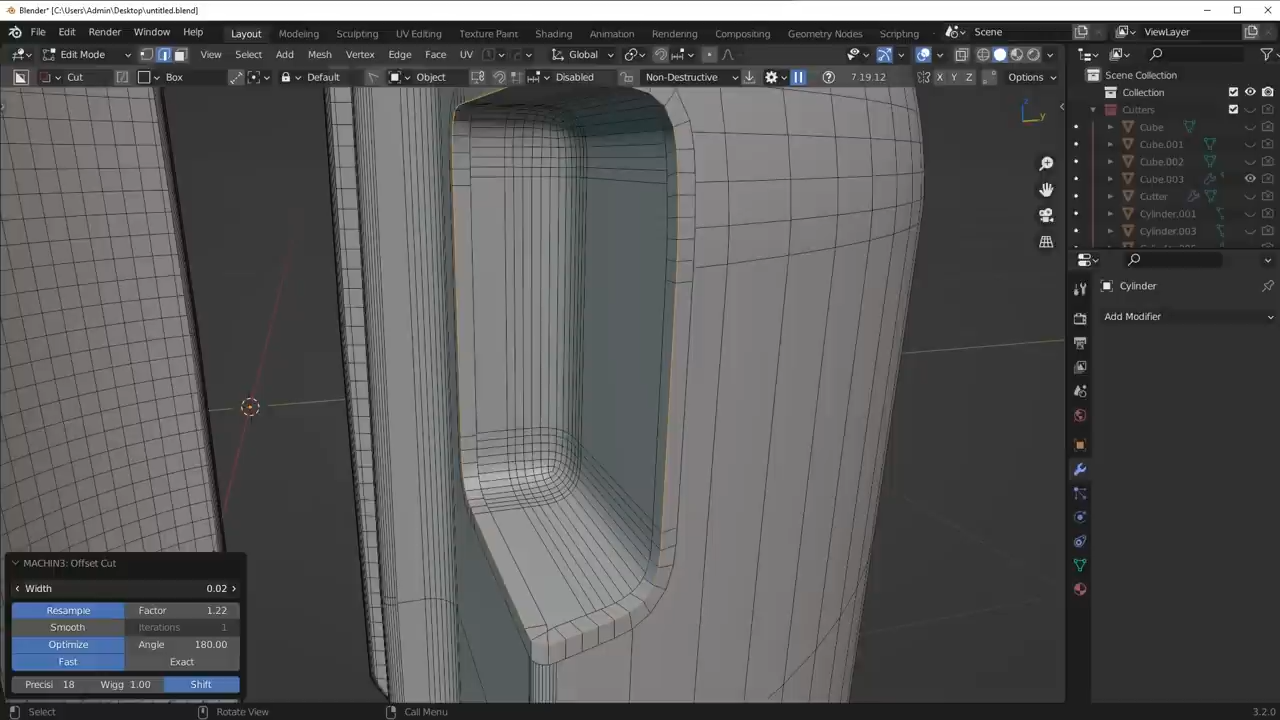 Blender* [C:\Users\Admin\Desktop\untitled.blend]
File Edit Render Window Help Layout Modeling Sculpting UV Editing Texture Paint Shading Animation Rendering Compositing Geometry Nodes Scripting Scene ViewLayer
Edit Mode View Select Add Mesh Vertex Edge Face UV Global
Cut Box Default Object Disabled Non-Destructive 7.19.12 X Y Z Options
Scene Collection
Collection
Cutters
Cube
Cube.001
Cube.002
Cube.003
Cutter
Cylinder.001
Cylinder.003
Z
Y
Cylinder
Add Modifier
MACHIN3: Offset Cut
Width 0.02
Resample Factor 1.22
Smooth Iterations 1
Optimize Angle 180.00
Fast Exact
Precisi 18 Wigg 1.00 Shift
Select Rotate View Call Menu 3.2.0